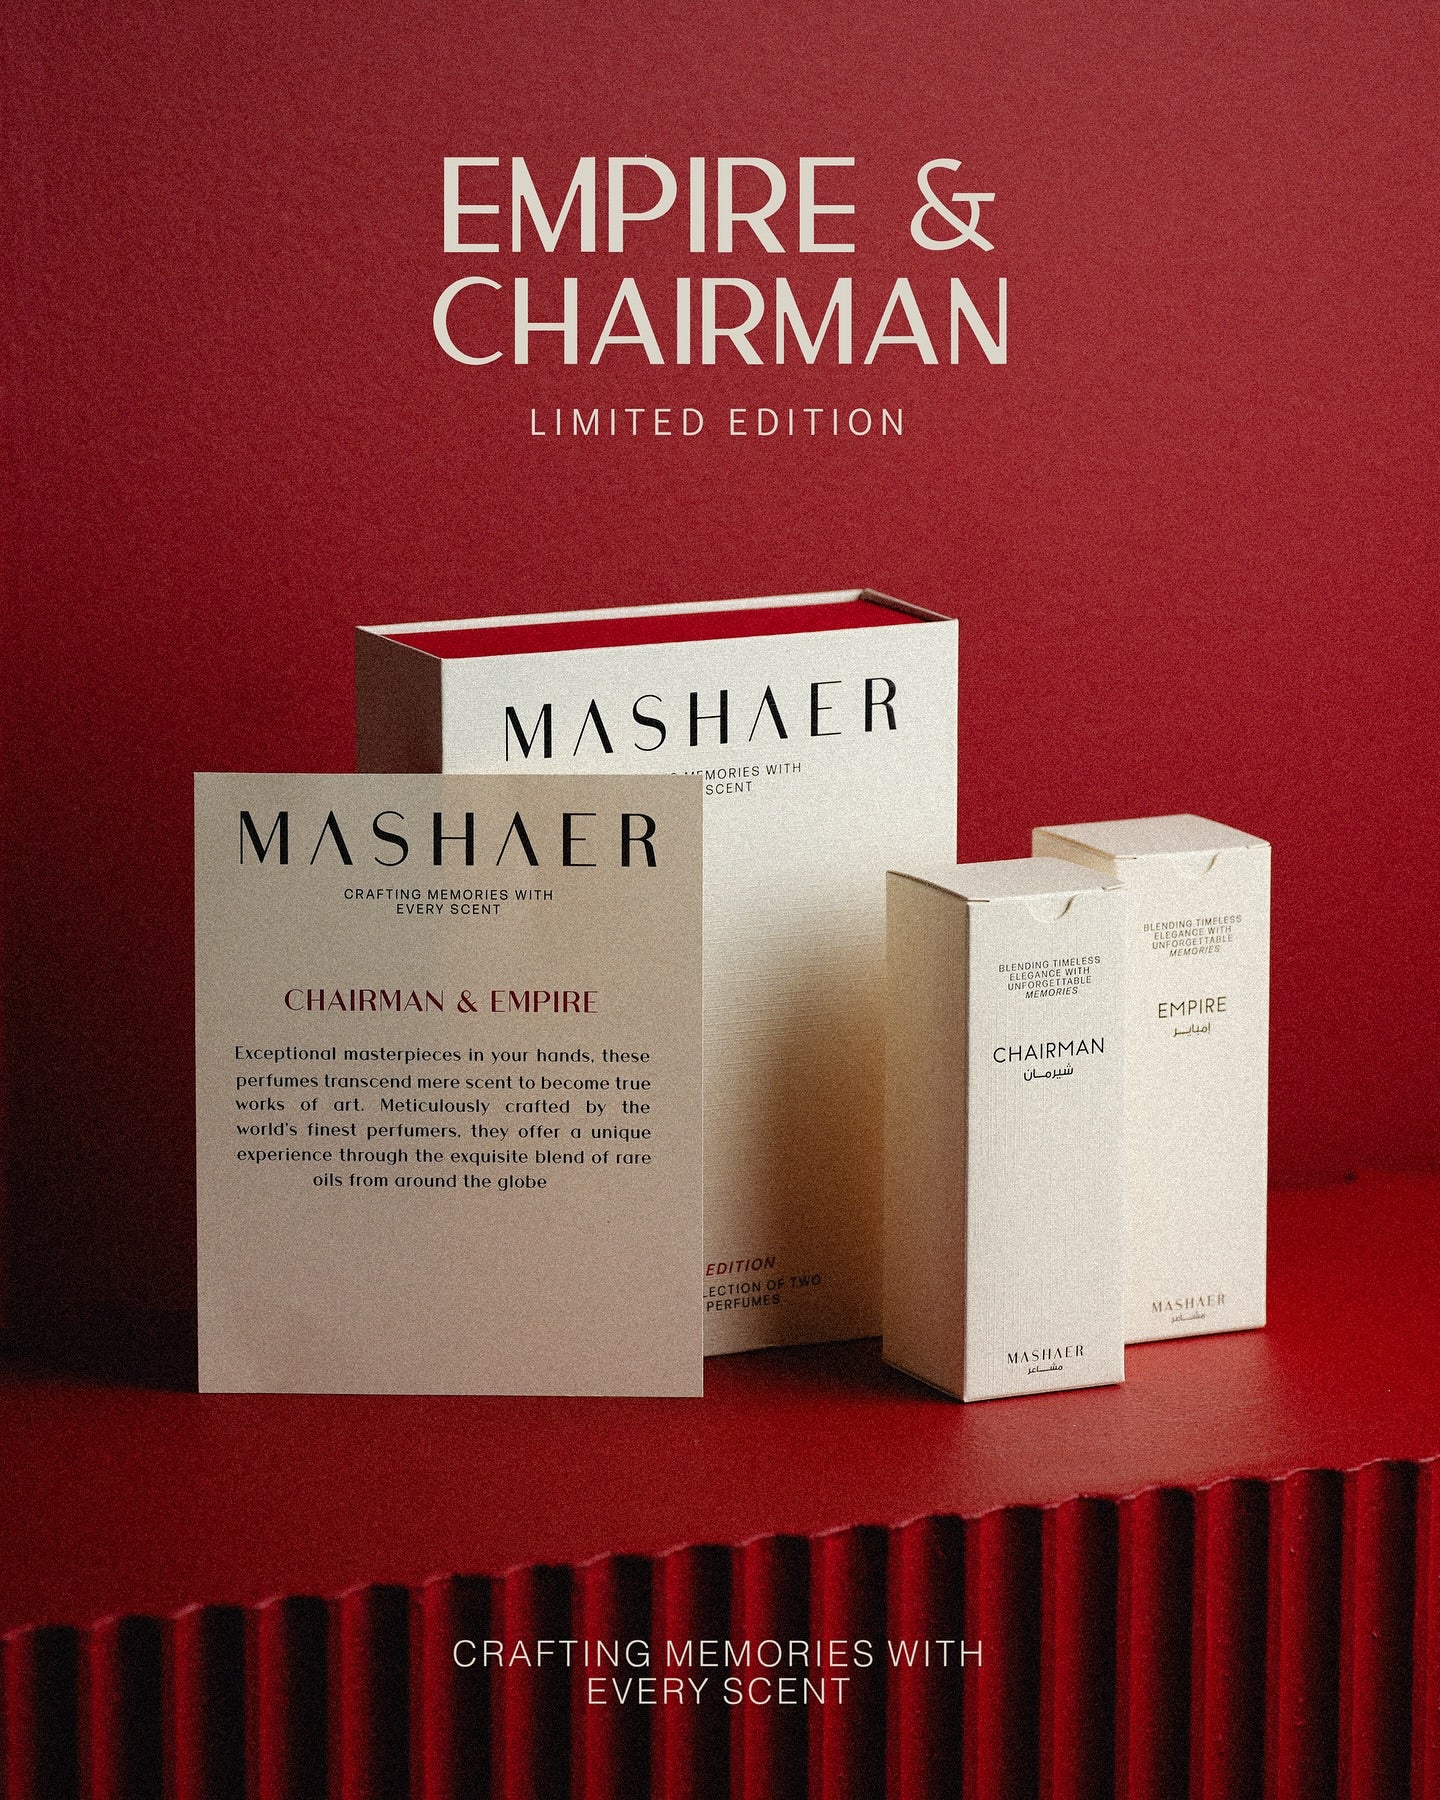 EMPIRE &
CHAIRMAN
LIMITED EDITION
MASHAER
MEMORIES WITH
SCENT
MASHAER
CRAFTING MEMORIES WITH
EVERY SCENT
CHAIRMAN & EMPIRE
Exceptional masterpieces in your hands, these
perfumes transcend mere scent to become true
works of art. Meticulously crafted by the
world's finest perfumers, they offer a unique
experience through the exquisite blend of rare
oils from around the globe
EDITION
LECTION OF TWO
PERFUMES
BLENDING TIMELESS
ELEGANCE WITH
UNFORGETTABLE
MEMORIES
CHAIRMAN
شيرمان
MASHAER
مشاعر
BLENDING TIMELESS
ELEGANCE WITH
UNFORGETTABLE
MEMORIES
EMPIRE
إمباير
MASHAER
مشاعر
CRAFTING MEMORIES WITH
EVERY SCENT